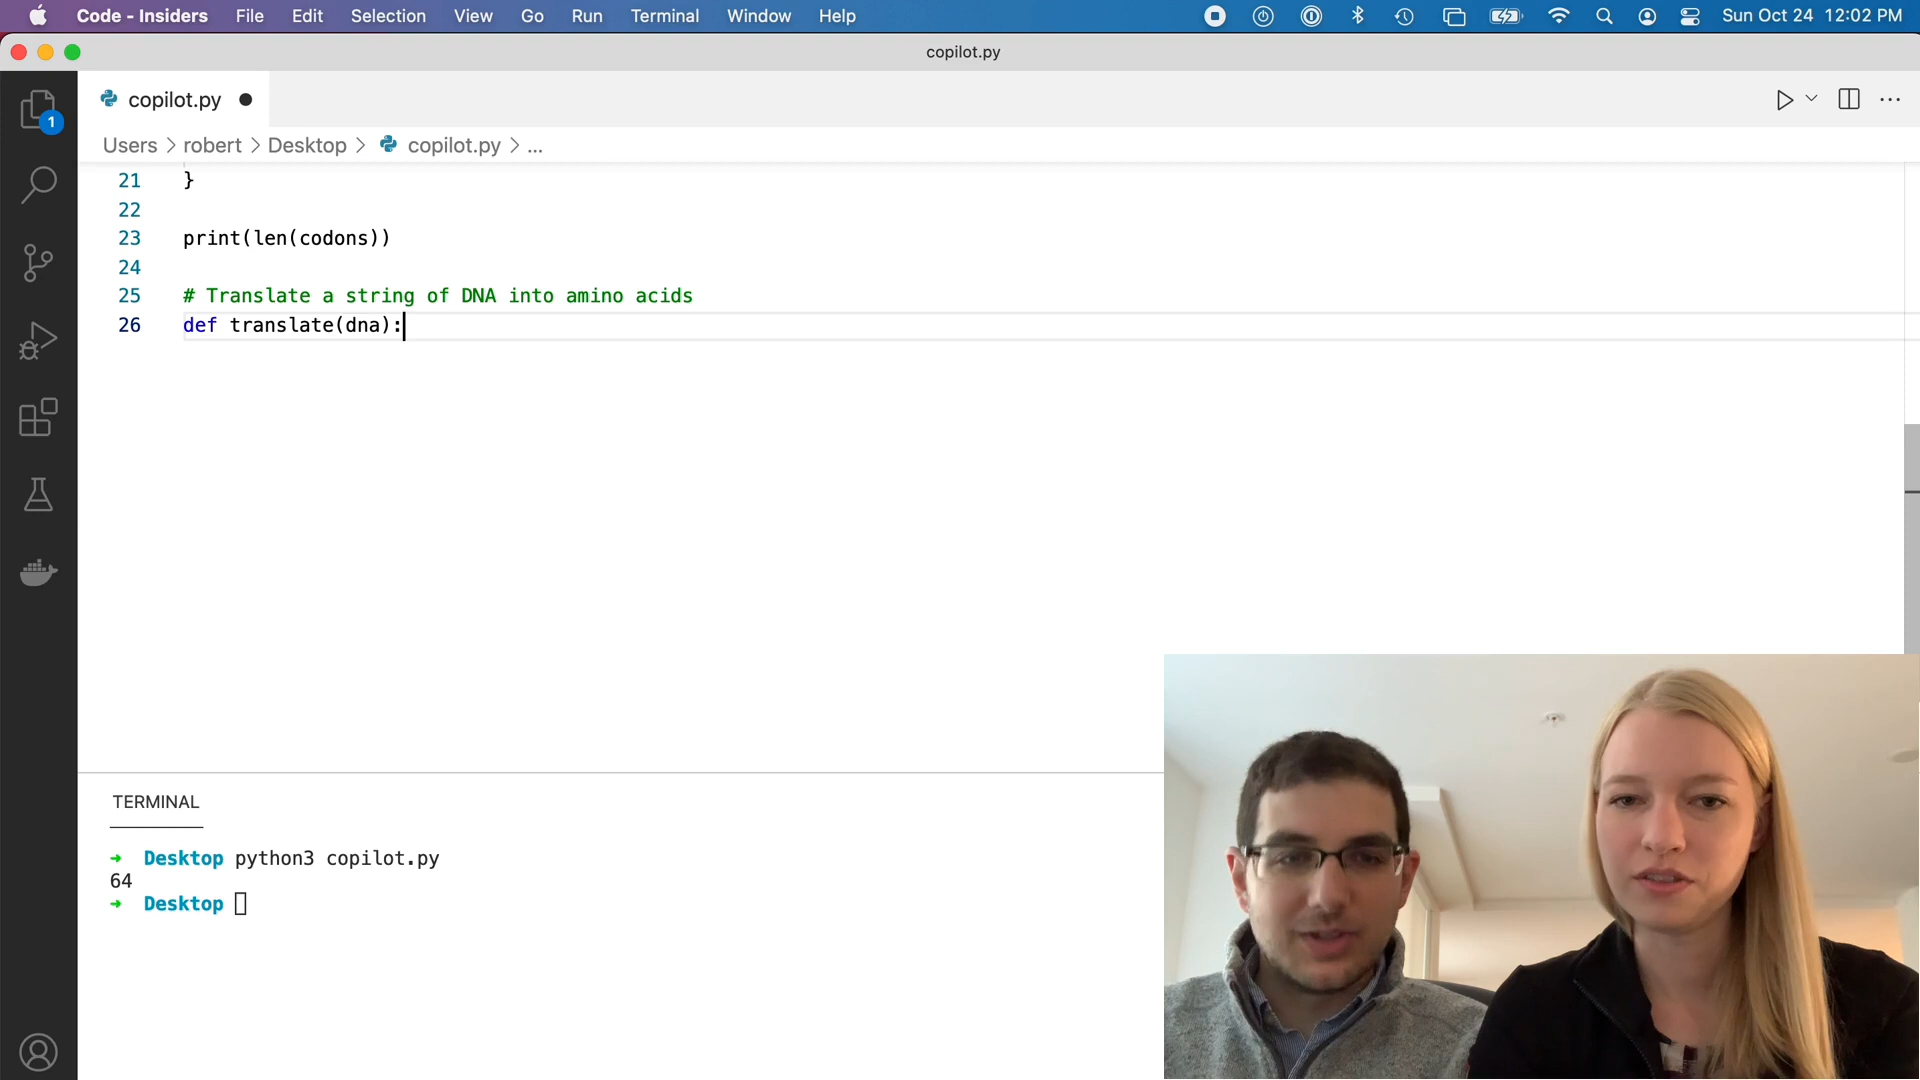 Code - Insiders File Edit Selection View Go Run Terminal Window Help Sun Oct 24 12:02 PM
copilot.py
1
copilot.py
Users > robert > Desktop > copilot.py > ...
21 }
22
23 print(len(codons))
24
25 # Translate a string of DNA into amino acids
26 def translate(dna):
TERMINAL
→ Desktop python3 copilot.py
64
→ Desktop